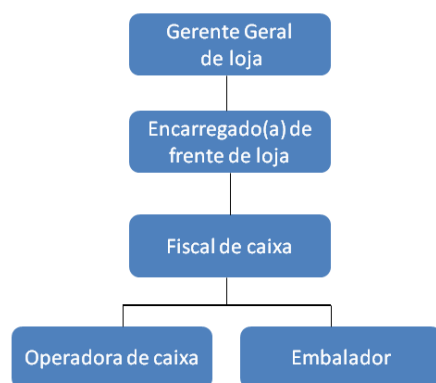 Gerente Geral
de loja
Encarregado(a) de
frente de loja
Fiscal de caixa
Operadora de caixa
Embalador